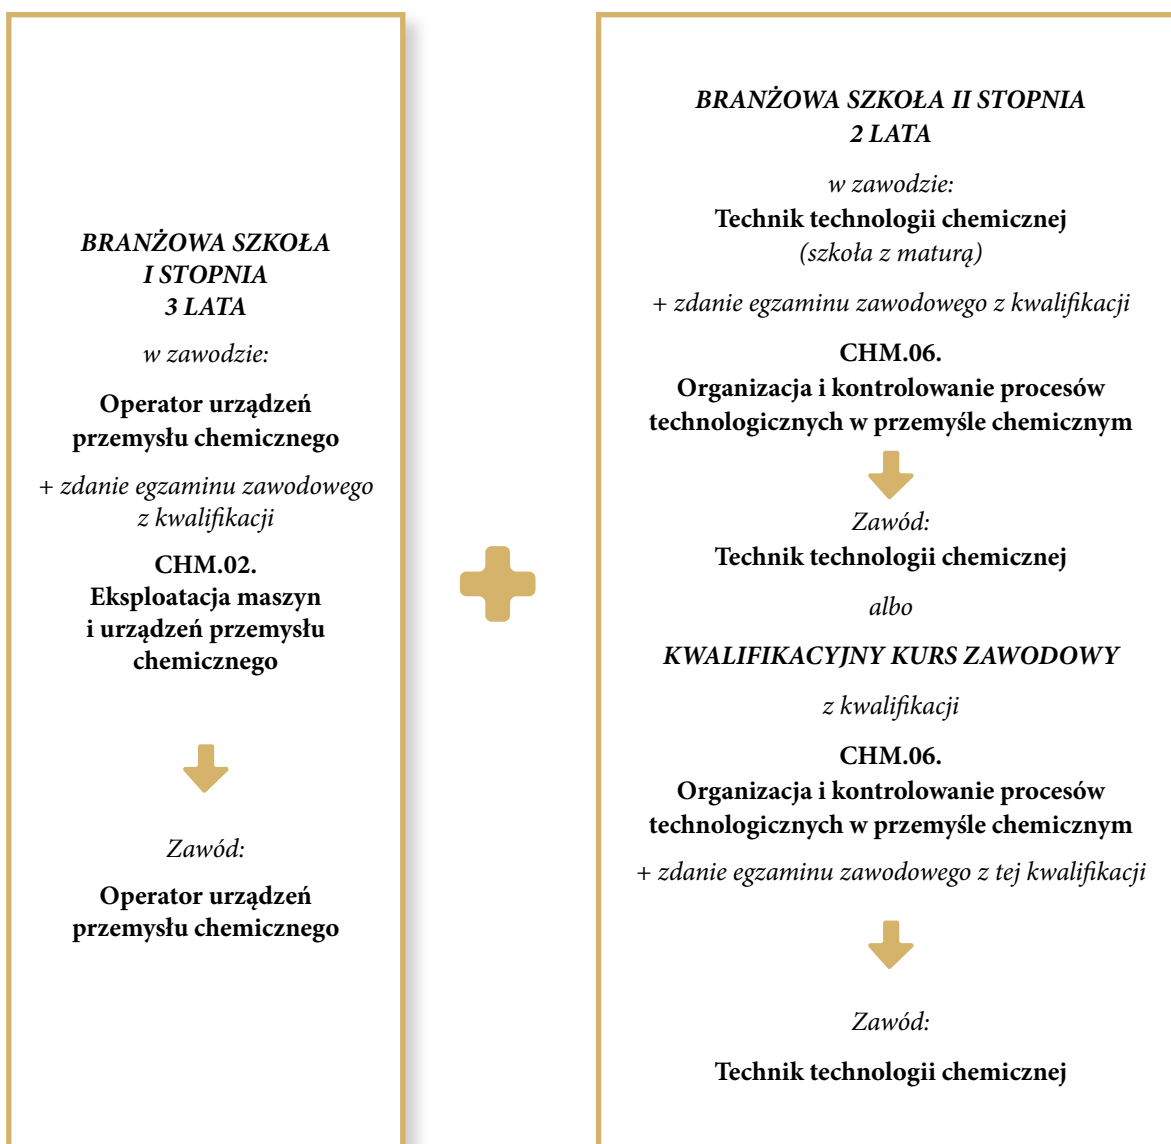 BRANŻOWA SZKOŁA
I STOPNIA
3 LATA
w zawodzie:
Operator urządzeń
przemysłu chemicznego
+ zdanie egzaminu zawodowego
z kwalifikacji
CHM.02.
Eksploatacja maszyn
i urządzeń przemysłu
chemicznego
Zawód:
Operator urządzeń
przemysłu chemicznego
BRANŻOWA SZKOŁA II STOPNIA
2 LATA
w zawodzie:
Technik technologii chemicznej
(szkoła z maturą)
+ zdanie egzaminu zawodowego z kwalifikacji
CHM.06.
Organizacja i kontrolowanie procesów
technologicznych w przemyśle chemicznym
Zawód:
Technik technologii chemicznej
albo
KWALIFIKACYJNY KURS ZAWODOWY
z kwalifikacji
CHM.06.
Organizacja i kontrolowanie procesów
technologicznych w przemyśle chemicznym
+ zdanie egzaminu zawodowego z tej kwalifikacji
Zawód:
Technik technologii chemicznej